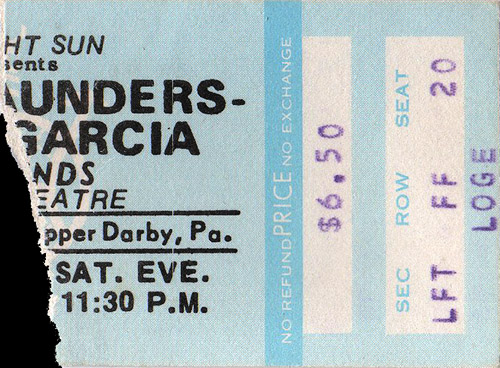 HT SUN
sents
AUNDERS-
GARCIA
NDS
EATRE
pper Darby, Pa.
SAT. EVE.
11:30 P.M.
NO REFUND PRICE NO EXCHANGE
$6.50
SEC ROW SEAT
LFT FF 20
LOGE